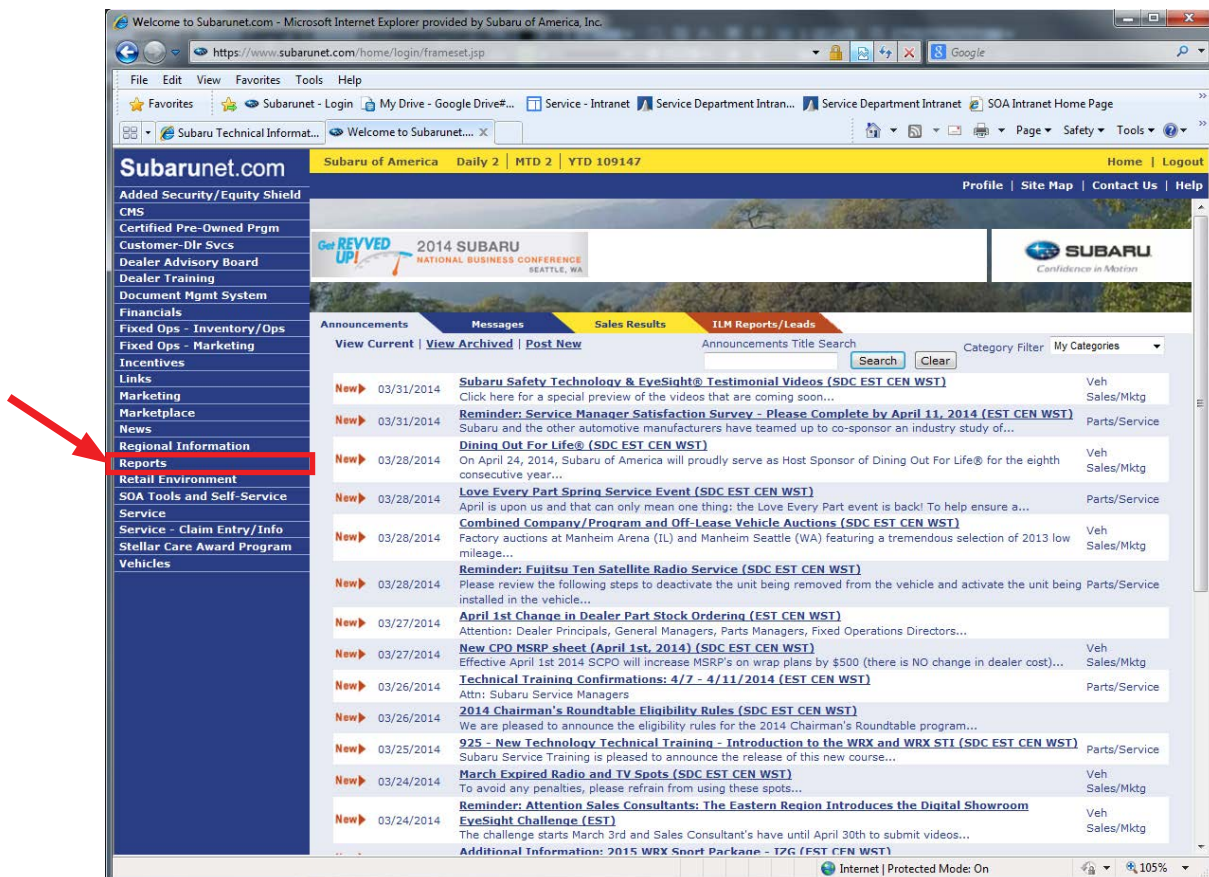 Welcome to Subarunet.com - Microsoft Internet Explorer provided by Subaru of America, Inc.
https://www.subarunet.com/home/login/frameset.jsp
Google
File Edit View Favorites Tools Help
Favorites Subarunet - Login My Drive - Google Drive#... Service - Intranet Service Department Intran... Service Department Intranet SOA Intranet Home Page
Subaru Technical Informat... Welcome to Subarunet.... X Page Safety Tools
Subarunet.com
Subaru of America Daily 2 | MTD 2 | YTD 109147 Home | Logout
Profile | Site Map | Contact Us | Help
Added Security/Equity Shield
CMS
Certified Pre-Owned Prgm
Customer-Dlr Svcs
Dealer Advisory Board
Dealer Training
Document Mgmt System
Financials
Fixed Ops - Inventory/Ops
Fixed Ops - Marketing
Incentives
Links
Marketing
Marketplace
News
Regional Information
Reports
Retail Environment
SOA Tools and Self-Service
Service
Service - Claim Entry/Info
Stellar Care Award Program
Vehicles
Get REVVED UP!
2014 SUBARU
NATIONAL BUSINESS CONFERENCE
SEATTLE, WA
SUBARU
Confidence in Motion
Announcements Messages Sales Results ILM Reports/Leads
View Current | View Archived | Post New Announcements Title Search Category Filter My Categories
Search Clear
New 03/31/2014 Subaru Safety Technology & EyeSight® Testimonial Videos (SDC EST CEN WST)
Click here for a special preview of the videos that are coming soon...
Veh Sales/Mktg
New 03/31/2014 Reminder: Service Manager Satisfaction Survey - Please Complete by April 11, 2014 (EST CEN WST)
Subaru and the other automotive manufacturers have teamed up to co-sponsor an industry study of...
Parts/Service
New 03/28/2014 Dining Out For Life® (SDC EST CEN WST)
On April 24, 2014, Subaru of America will proudly serve as Host Sponsor of Dining Out For Life® for the eighth
consecutive year...
Veh Sales/Mktg
New 03/28/2014 Love Every Part Spring Service Event (SDC EST CEN WST)
April is upon us and that can only mean one thing: the Love Every Part event is back! To help ensure a...
Parts/Service
New 03/28/2014 Combined Company/Program and Off-Lease Vehicle Auctions (SDC EST CEN WST)
Factory auctions at Manheim Arena (IL) and Manheim Seattle (WA) featuring a tremendous selection of 2013 low
mileage...
Veh Sales/Mktg
New 03/28/2014 Reminder: Fujitsu Ten Satellite Radio Service (SDC EST CEN WST)
Please review the following steps to deactivate the unit being removed from the vehicle and activate the unit being
installed in the vehicle...
Parts/Service
New 03/27/2014 April 1st Change in Dealer Part Stock Ordering (EST CEN WST)
Attention: Dealer Principals, General Managers, Parts Managers, Fixed Operations Directors...
New 03/27/2014 New CPO MSRP sheet (April 1st, 2014) (SDC EST CEN WST)
Effective April 1st 2014 SCPO will increase MSRP's on wrap plans by $500 (there is NO change in dealer cost)...
Veh Sales/Mktg
New 03/26/2014 Technical Training Confirmations: 4/7 - 4/11/2014 (EST CEN WST)
Attn: Subaru Service Managers
Parts/Service
New 03/26/2014 2014 Chairman's Roundtable Eligibility Rules (SDC EST CEN WST)
We are pleased to announce the eligibility rules for the 2014 Chairman's Roundtable program...
New 03/25/2014 925 - New Technology Technical Training - Introduction to the WRX and WRX STI (SDC EST CEN WST)
Subaru Service Training is pleased to announce the release of this new course...
Parts/Service
New 03/24/2014 March Expired Radio and TV Spots (SDC EST CEN WST)
To avoid any penalties, please refrain from using these spots...
Veh Sales/Mktg
New 03/24/2014 Reminder: Attention Sales Consultants: The Eastern Region Introduces the Digital Showroom
EyeSight Challenge (EST)
The challenge starts March 3rd and Sales Consultant's have until April 30th to submit videos...
Veh Sales/Mktg
Additional Information: 2015 WRX Sport Package - IZG (EST CEN WST)
Internet | Protected Mode: On 105%